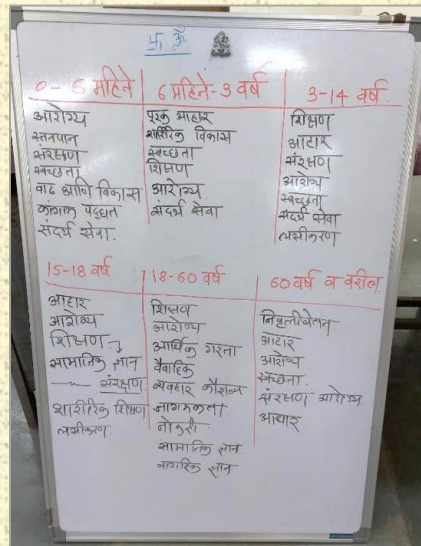 卐 ॐ
0-6 महिने
आरोग्य
स्तनपान
संरक्षण
स्वच्छता
वाढ आणि विकास
कांगारू पद्धत
संदर्भ सेवा.
6 महिने-3 वर्ष
पूरक आहार
शारीरिक विकास
स्वच्छता
शिक्षण
आरोग्य
संदर्भ सेवा
3-14 वर्ष
शिक्षण
आहार
संरक्षण
आरोग्य
स्वच्छता
संदर्भ सेवा
लसीकरण
15-18 वर्ष
आहार
आरोग्य
शिक्षण
सामाजिक ज्ञान
संरक्षण
शारीरिक शिक्षण
लसीकरण.
18-60 वर्ष
शिक्षण
आरोग्य
आर्थिक गरजा
वैवाहिक
व्यवहार कौशल्य
जागरूकता.
नोकरी
सामाजिक ज्ञान
नागरिक ज्ञान
60 वर्ष व वरील
आहार
आरोग्य
स्वच्छता.
संरक्षण आरोग्य
आधार